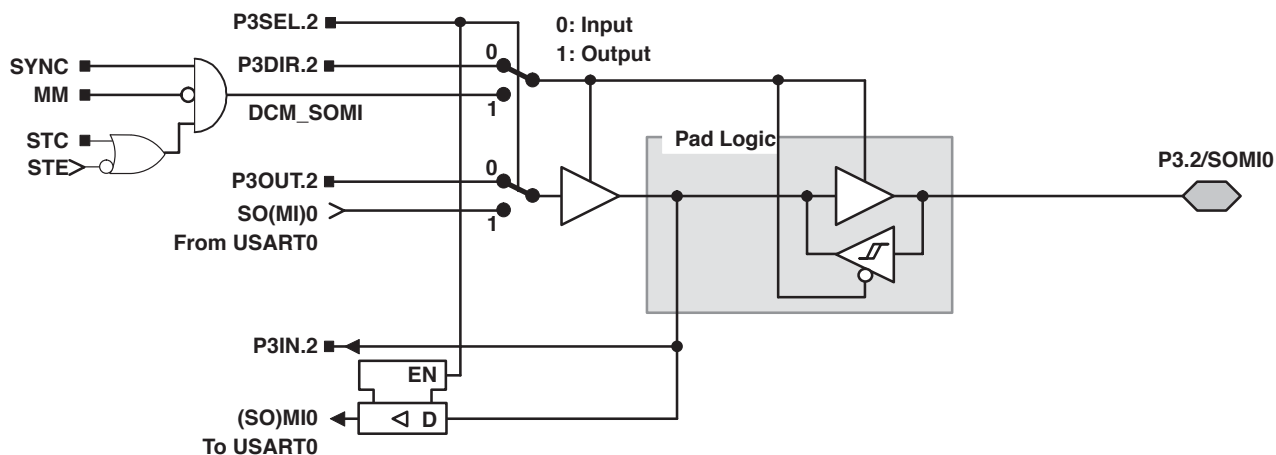 P3SEL.2
0: Input
1: Output
SYNC
P3DIR.2
0
MM
DCM_SOMI
1
STC
STE
Pad Logic
P3.2/SOMI0
P3OUT.2
0
SO(MI)0
1
From USART0
P3IN.2
EN
(SO)MI0
D
To USART0